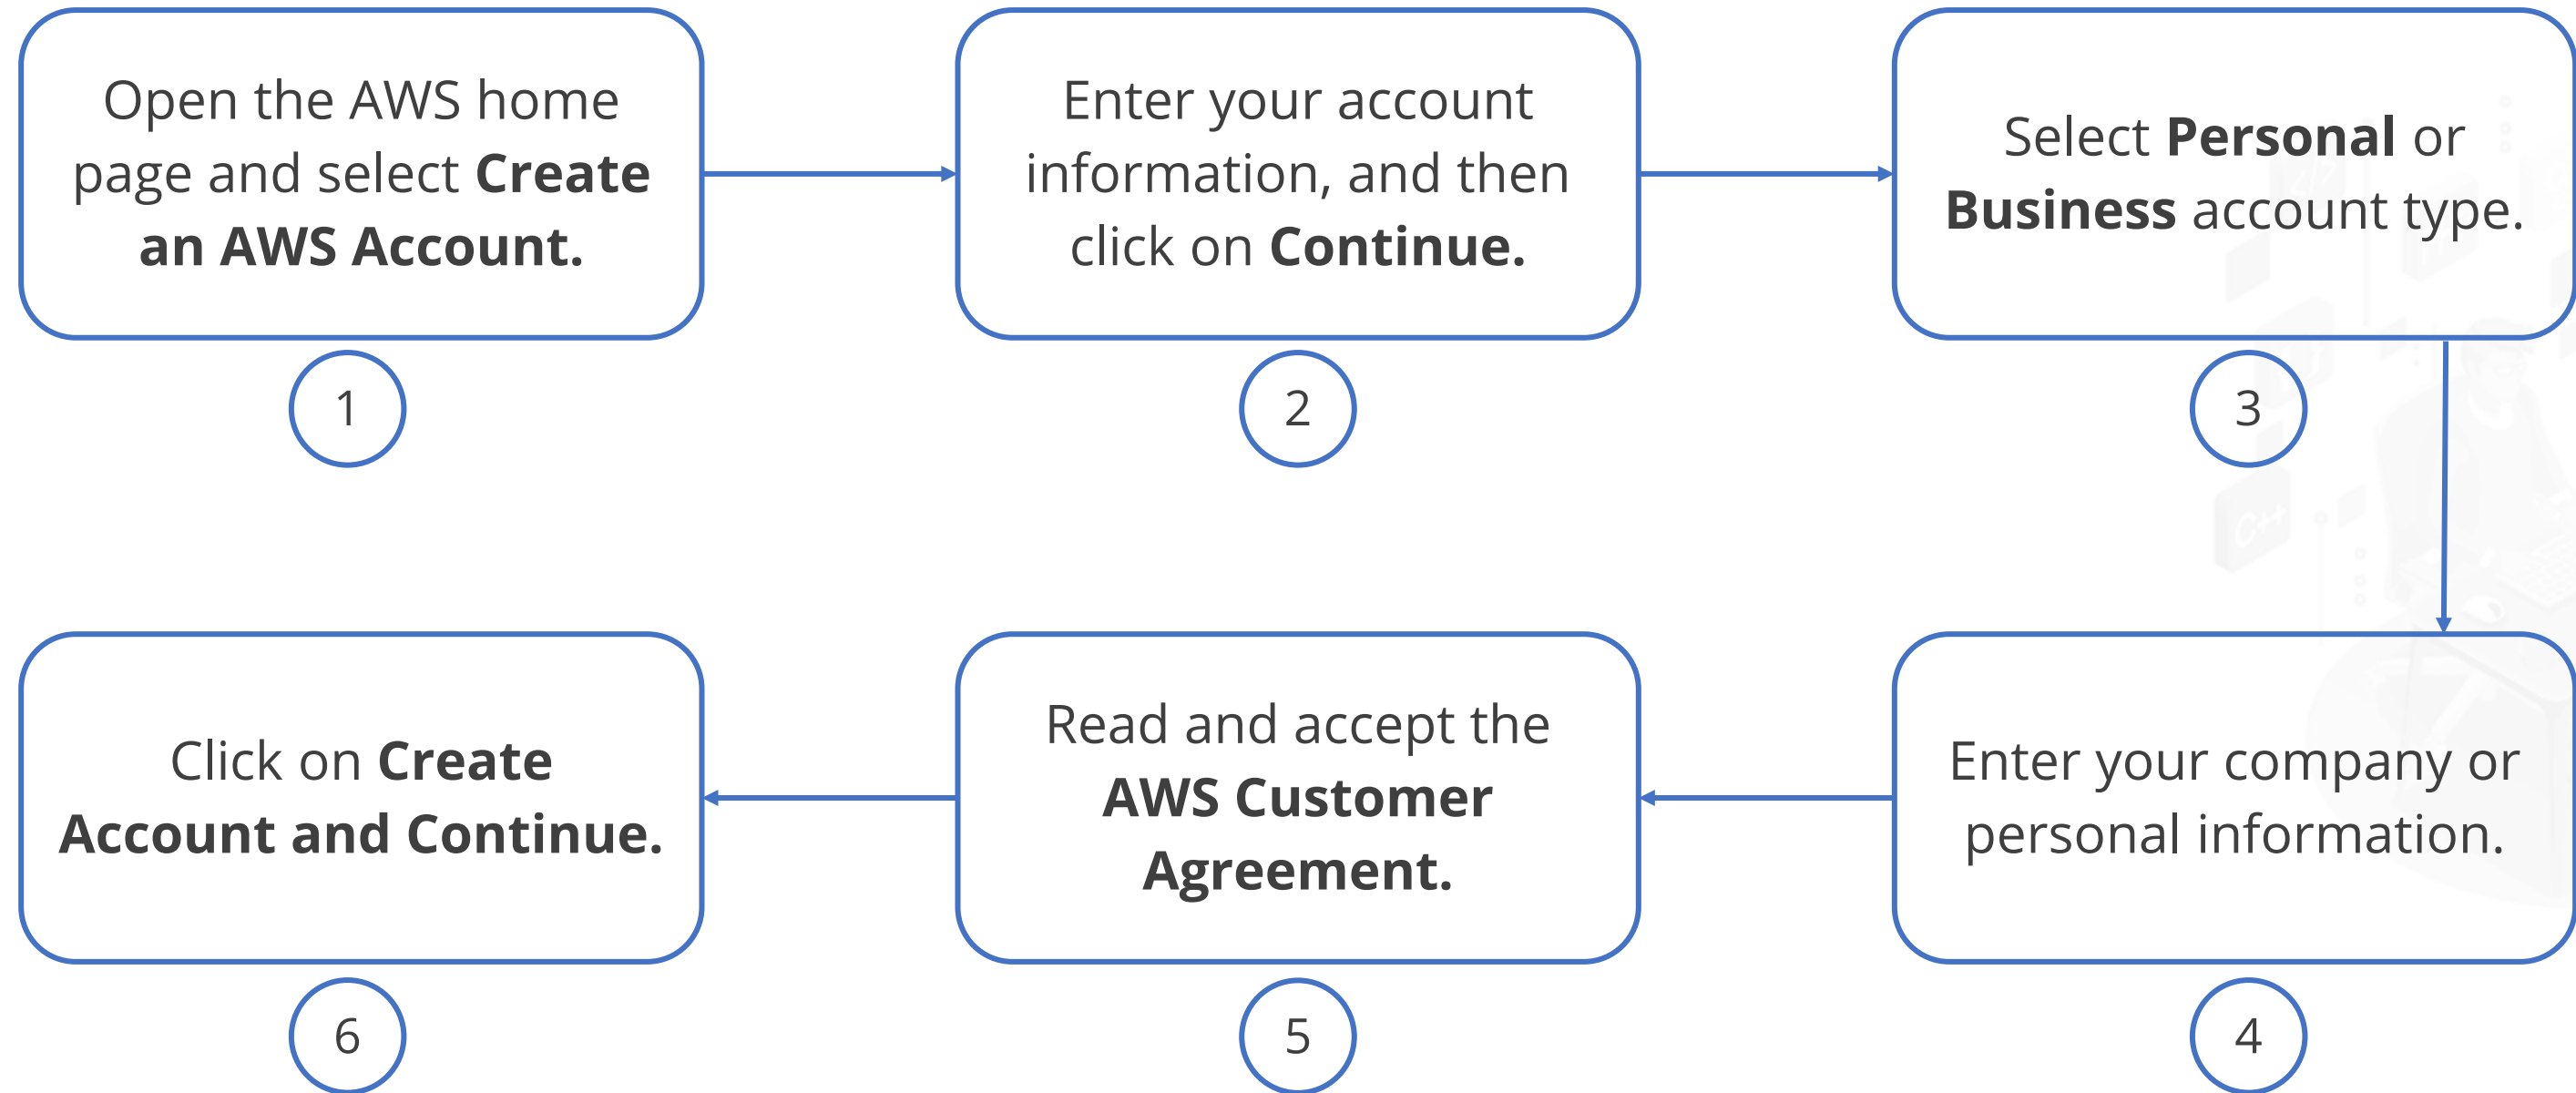 Open the AWS home
page and select Create
an AWS Account.
1
Enter your account
information, and then
click on Continue.
2
Select Personal or
Business account type.
3
Enter your company or
personal information.
4
Read and accept the
AWS Customer
Agreement.
5
Click on Create
Account and Continue.
6
C++